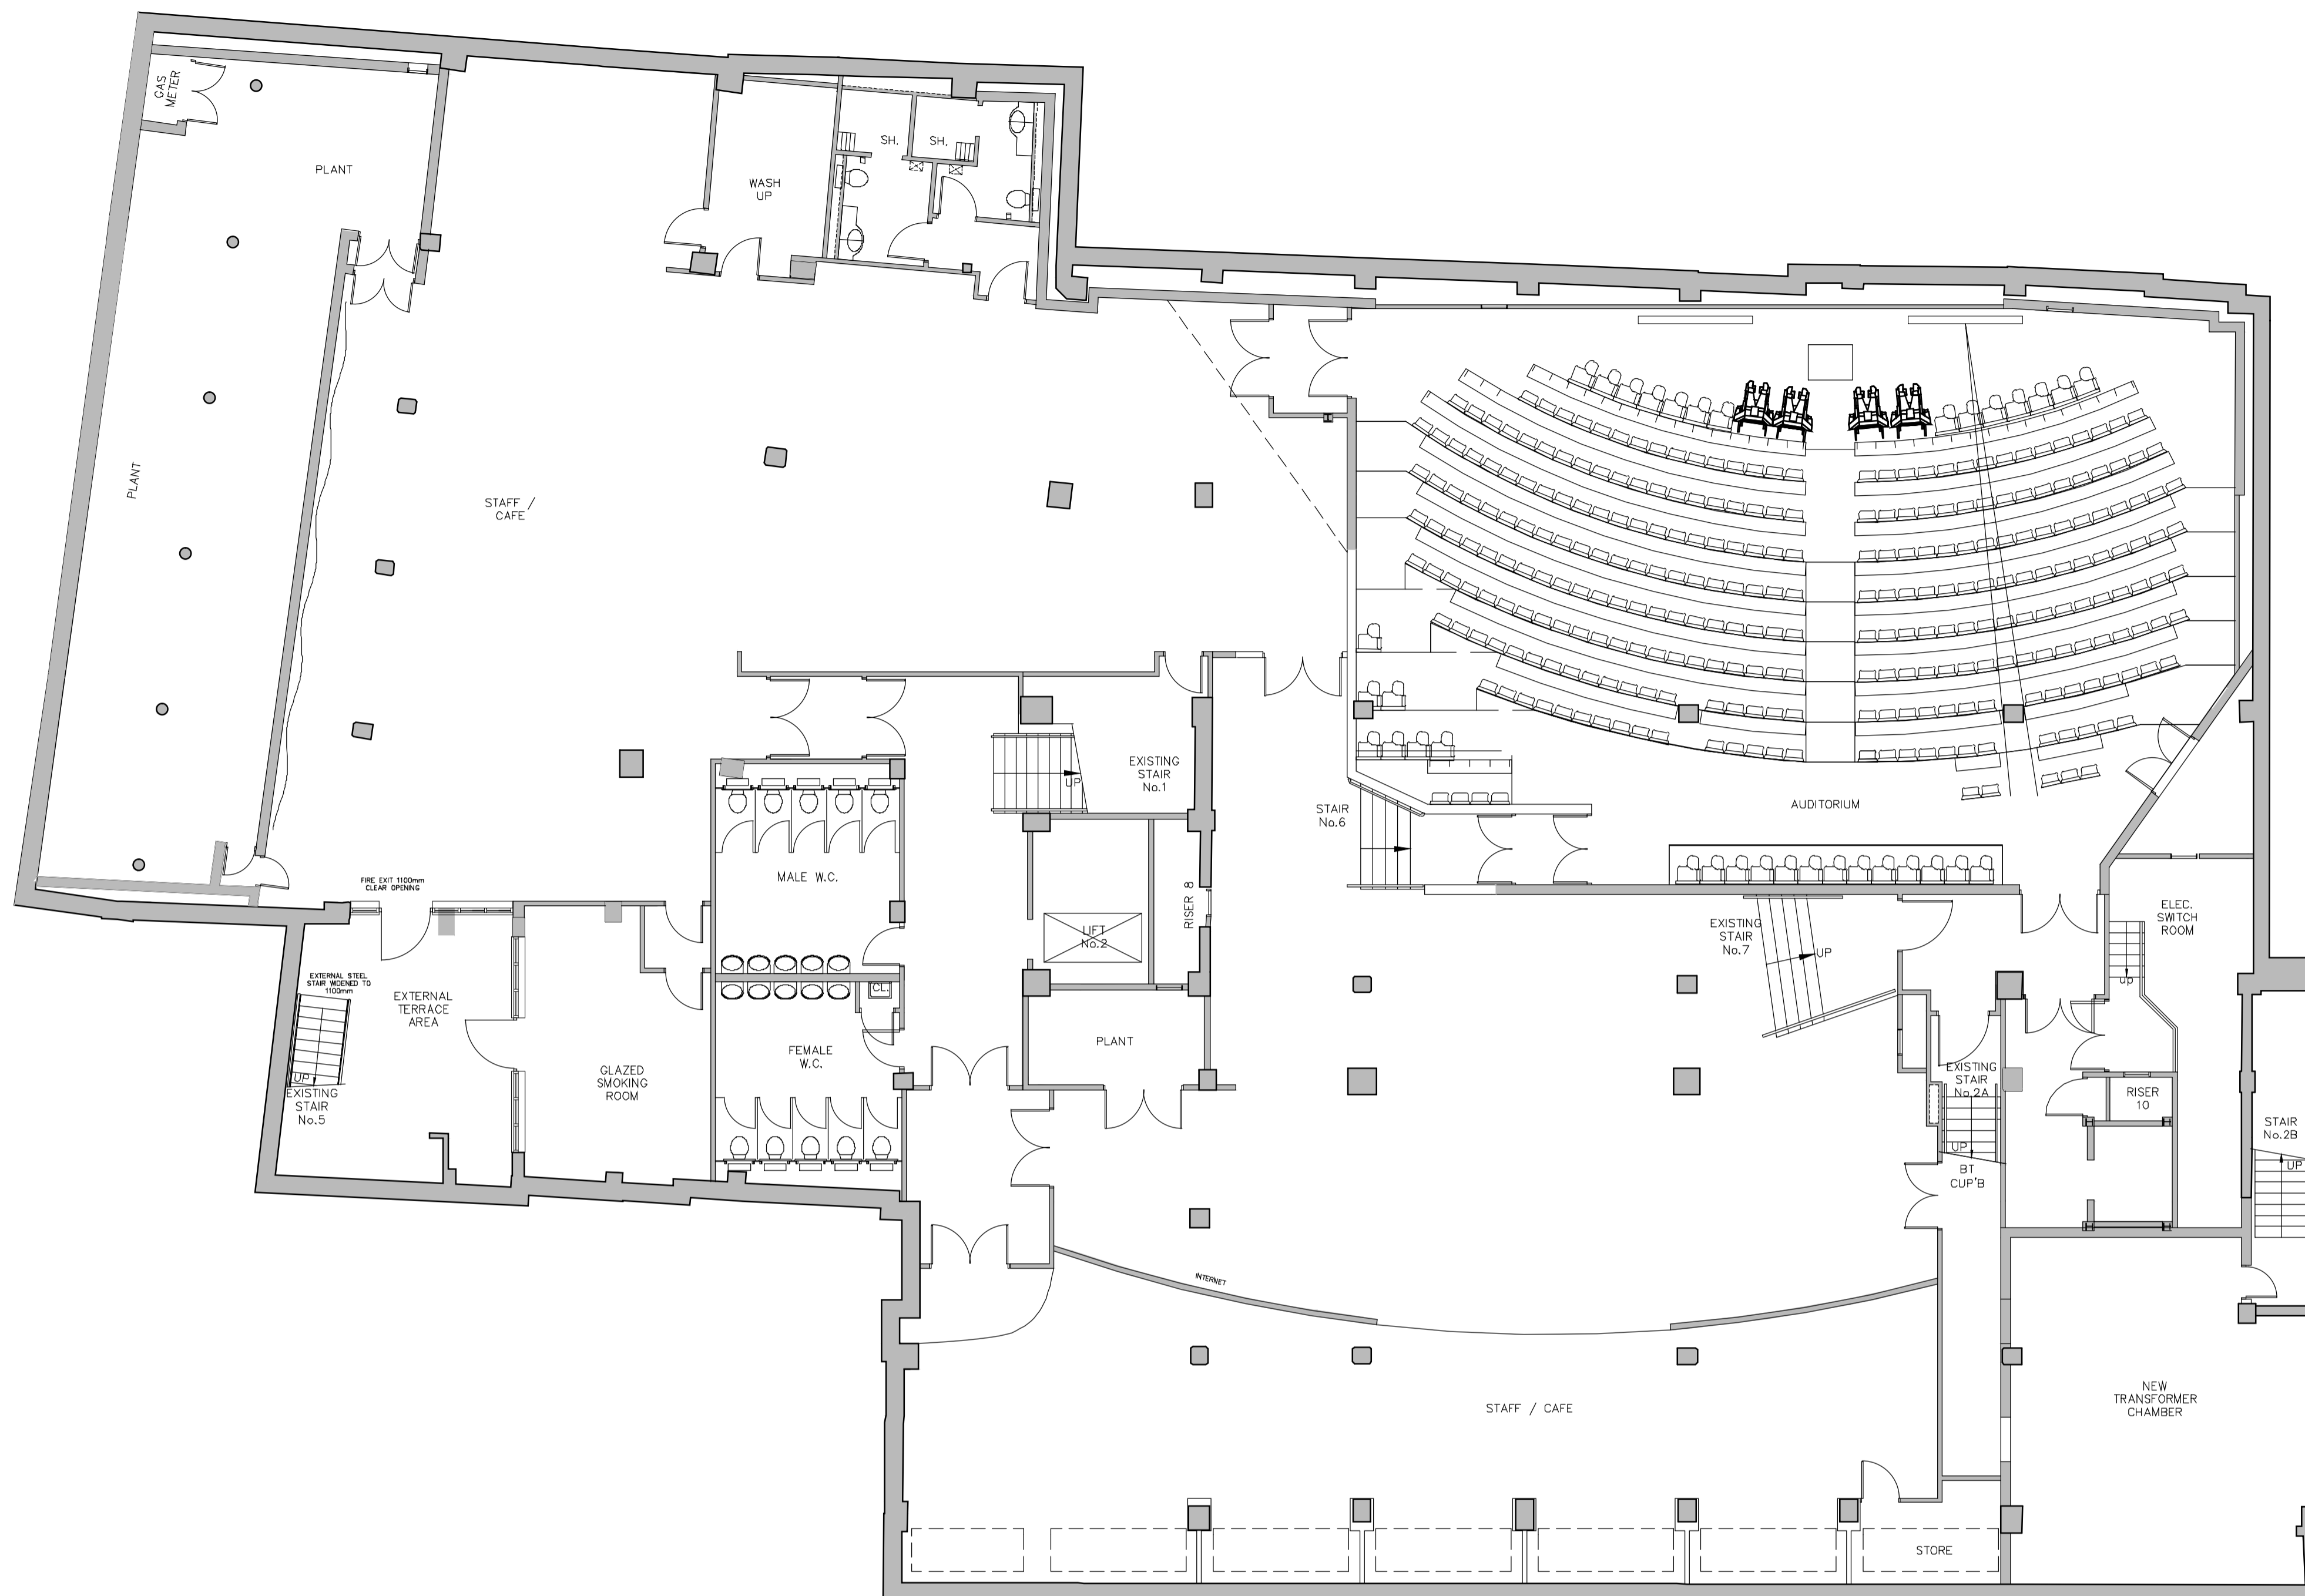 GAS
METER
PLANT
WASH
UP
SH.
SH.
PLANT
STAFF /
CAFE
EXISTING
STAIR
No.1
UP
STAIR
No.6
AUDITORIUM
MALE W.C.
FIRE EXIT 1100mm
CLEAR OPENING
RISER 8
LIFT
No.2
EXISTING
STAIR
No.7
UP
ELEC.
SWITCH
ROOM
UP
EXTERNAL STEEL
STAIR WIDENED TO
1100mm
EXTERNAL
TERRACE
AREA
CL.
PLANT
FEMALE
W.C.
GLAZED
SMOKING
ROOM
UP
EXISTING
STAIR
No.5
EXISTING
STAIR
No.2A
UP
RISER
10
STAIR
No.2B
UP
BT
CUP'B
INTERNET
STAFF / CAFE
NEW
TRANSFORMER
CHAMBER
STORE